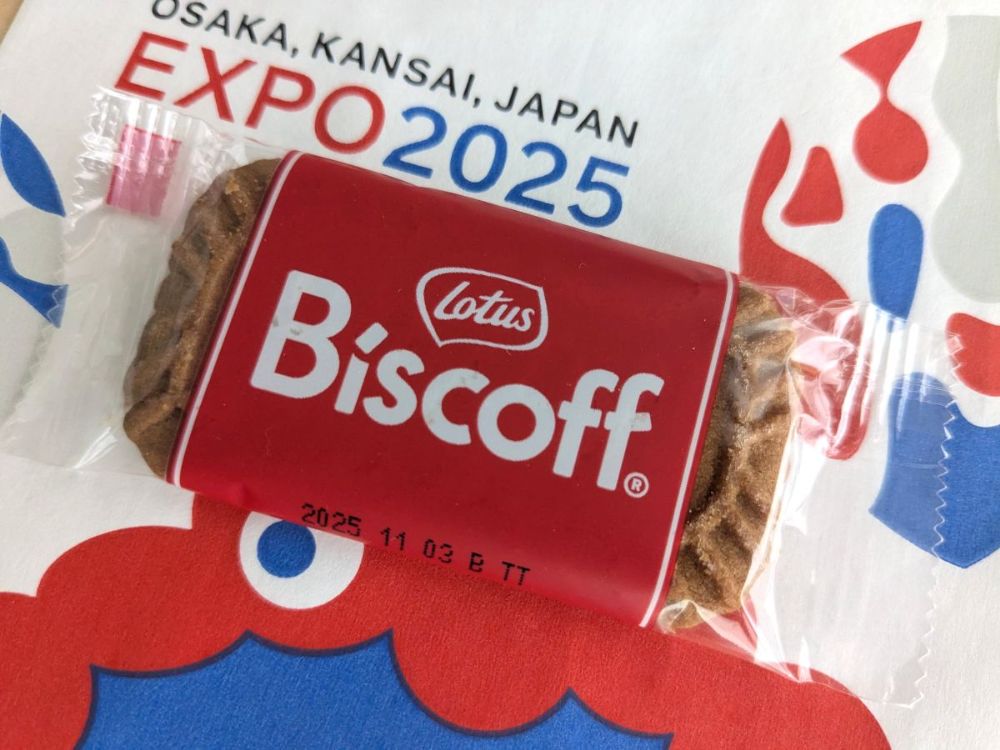 OSAKA, KANSAI, JAPAN
EXPO2025
Lotus
Biscoff®
2025 11 03 B TT